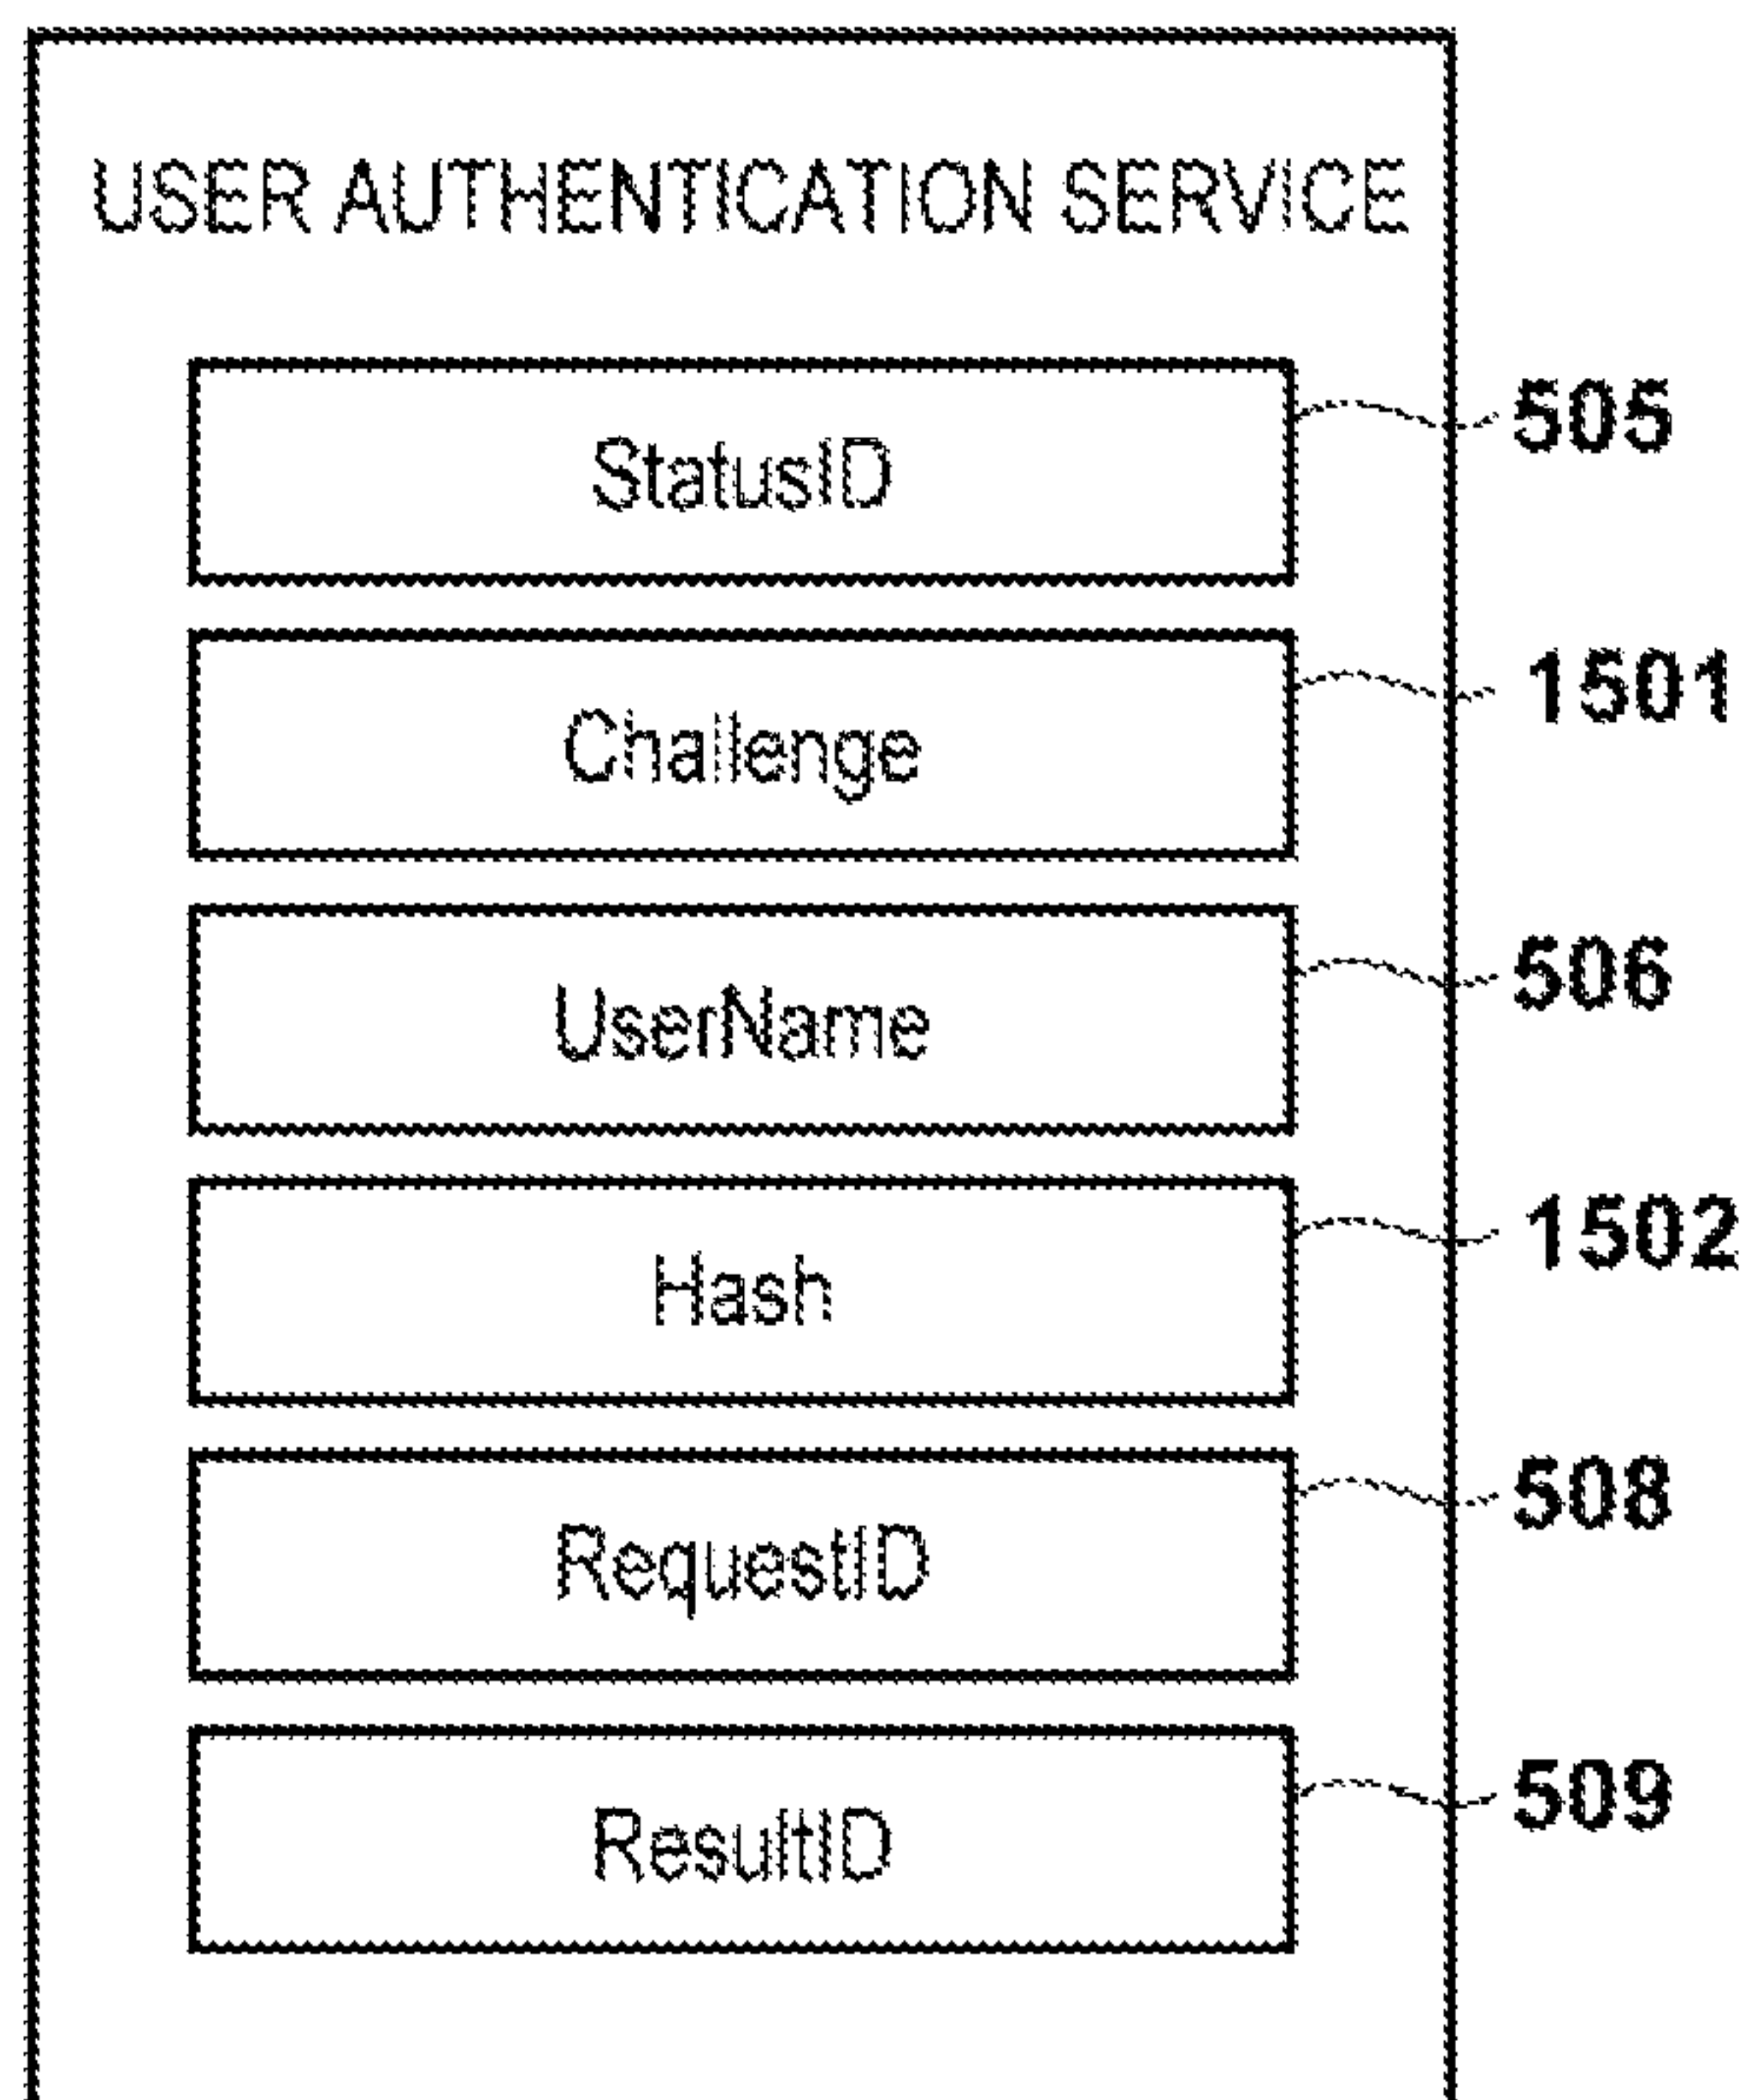 USER AUTHENTICATION SERVICE
StatusID 505
Challenge 1501
UserName 506
Hash 1502
RequestID 508
ResultID 509